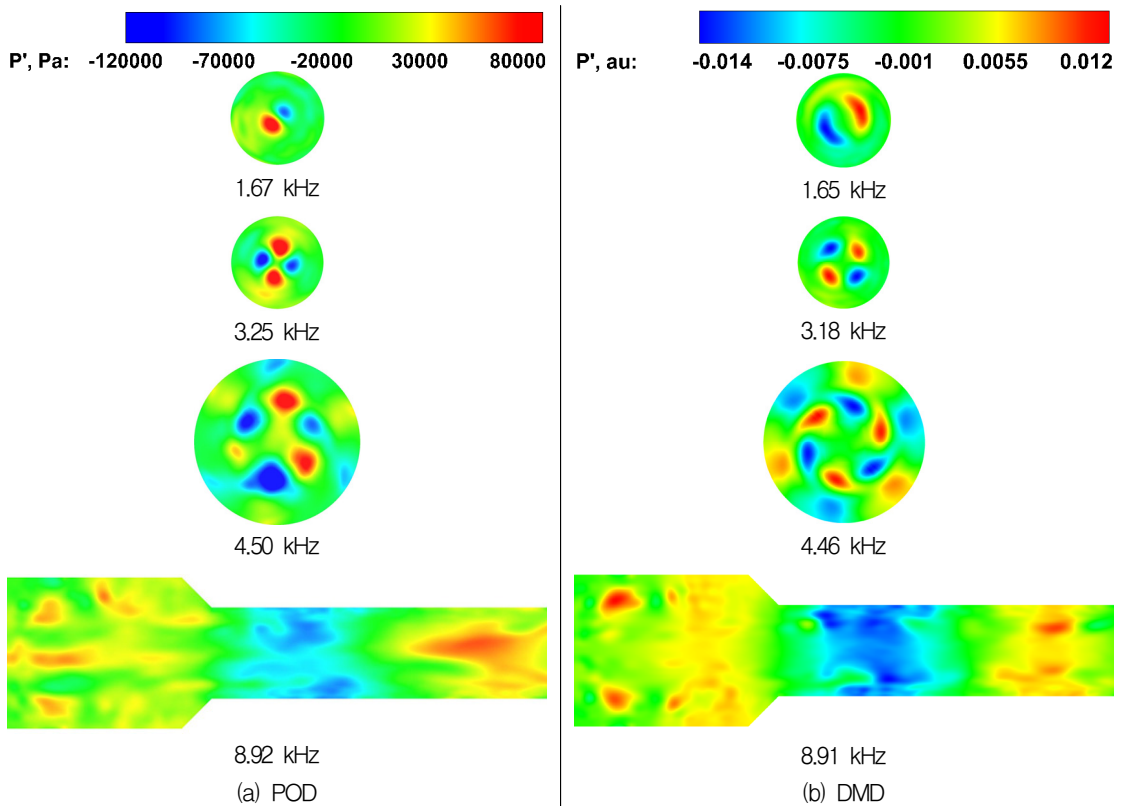 P', Pa: -120000 -70000 -20000 30000 80000
1.67 kHz
3.25 kHz
4.50 kHz
8.92 kHz
(a) POD
P', au: -0.014 -0.0075 -0.001 0.0055 0.012
1.65 kHz
3.18 kHz
4.46 kHz
8.91 kHz
(b) DMD